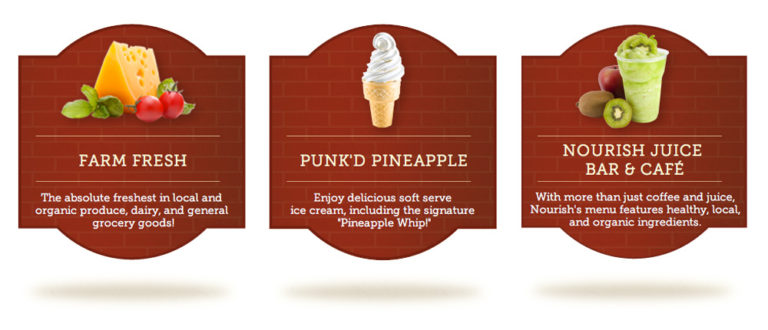 FARM FRESH
The absolute freshest in local and
organic produce, dairy, and general
grocery goods!
PUNK'D PINEAPPLE
Enjoy delicious soft serve
ice cream, including the signature
"Pineapple Whip!"
NOURISH JUICE
BAR & CAFÉ
With more than just coffee and juice,
Nourish's menu features healthy, local,
and organic ingredients.